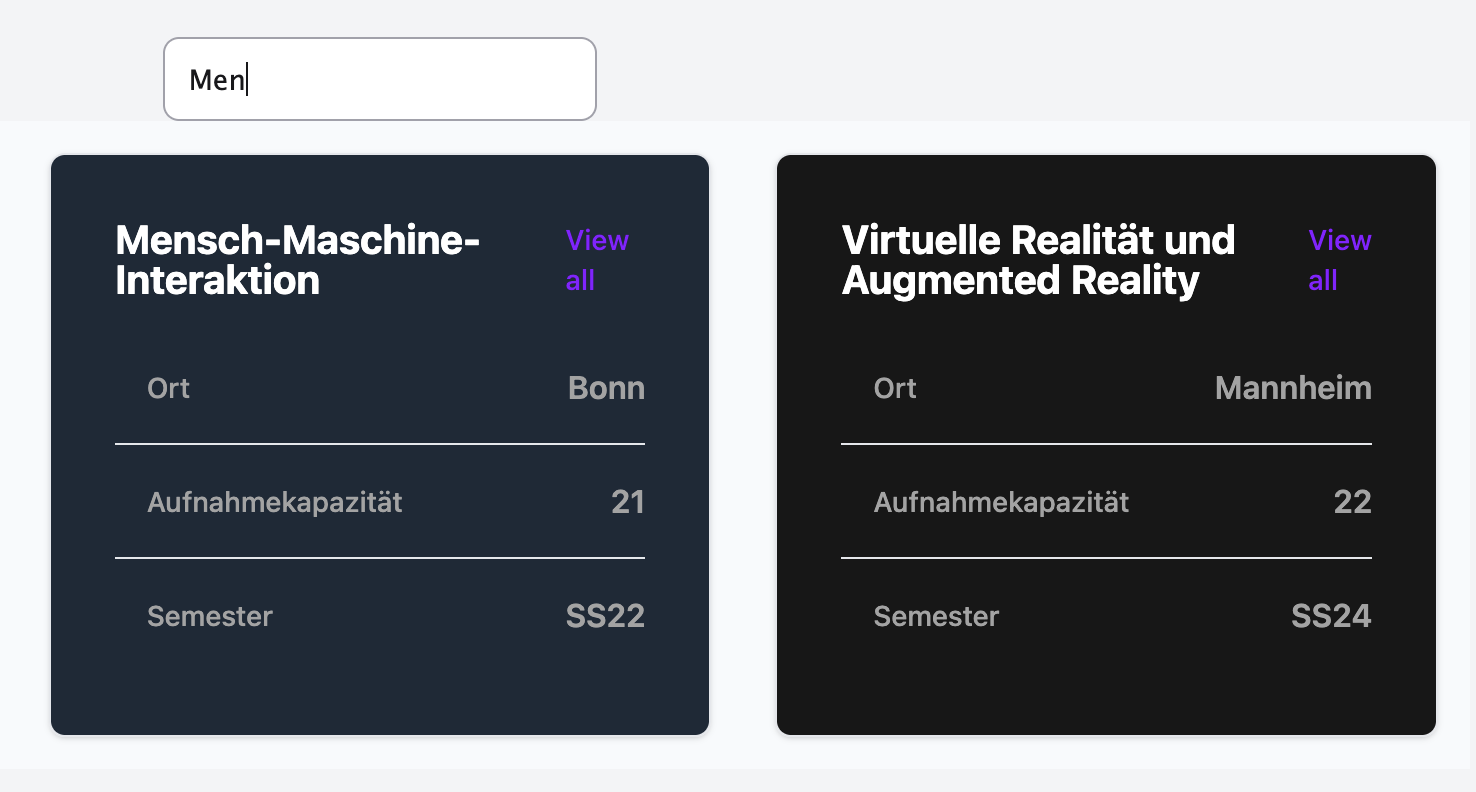 Men
Mensch-Maschine-
Interaktion
View
all
Ort
Bonn
Aufnahmekapazität
21
Semester
SS22
Virtuelle Realität und
Augmented Reality
View
all
Ort
Mannheim
Aufnahmekapazität
22
Semester
SS24